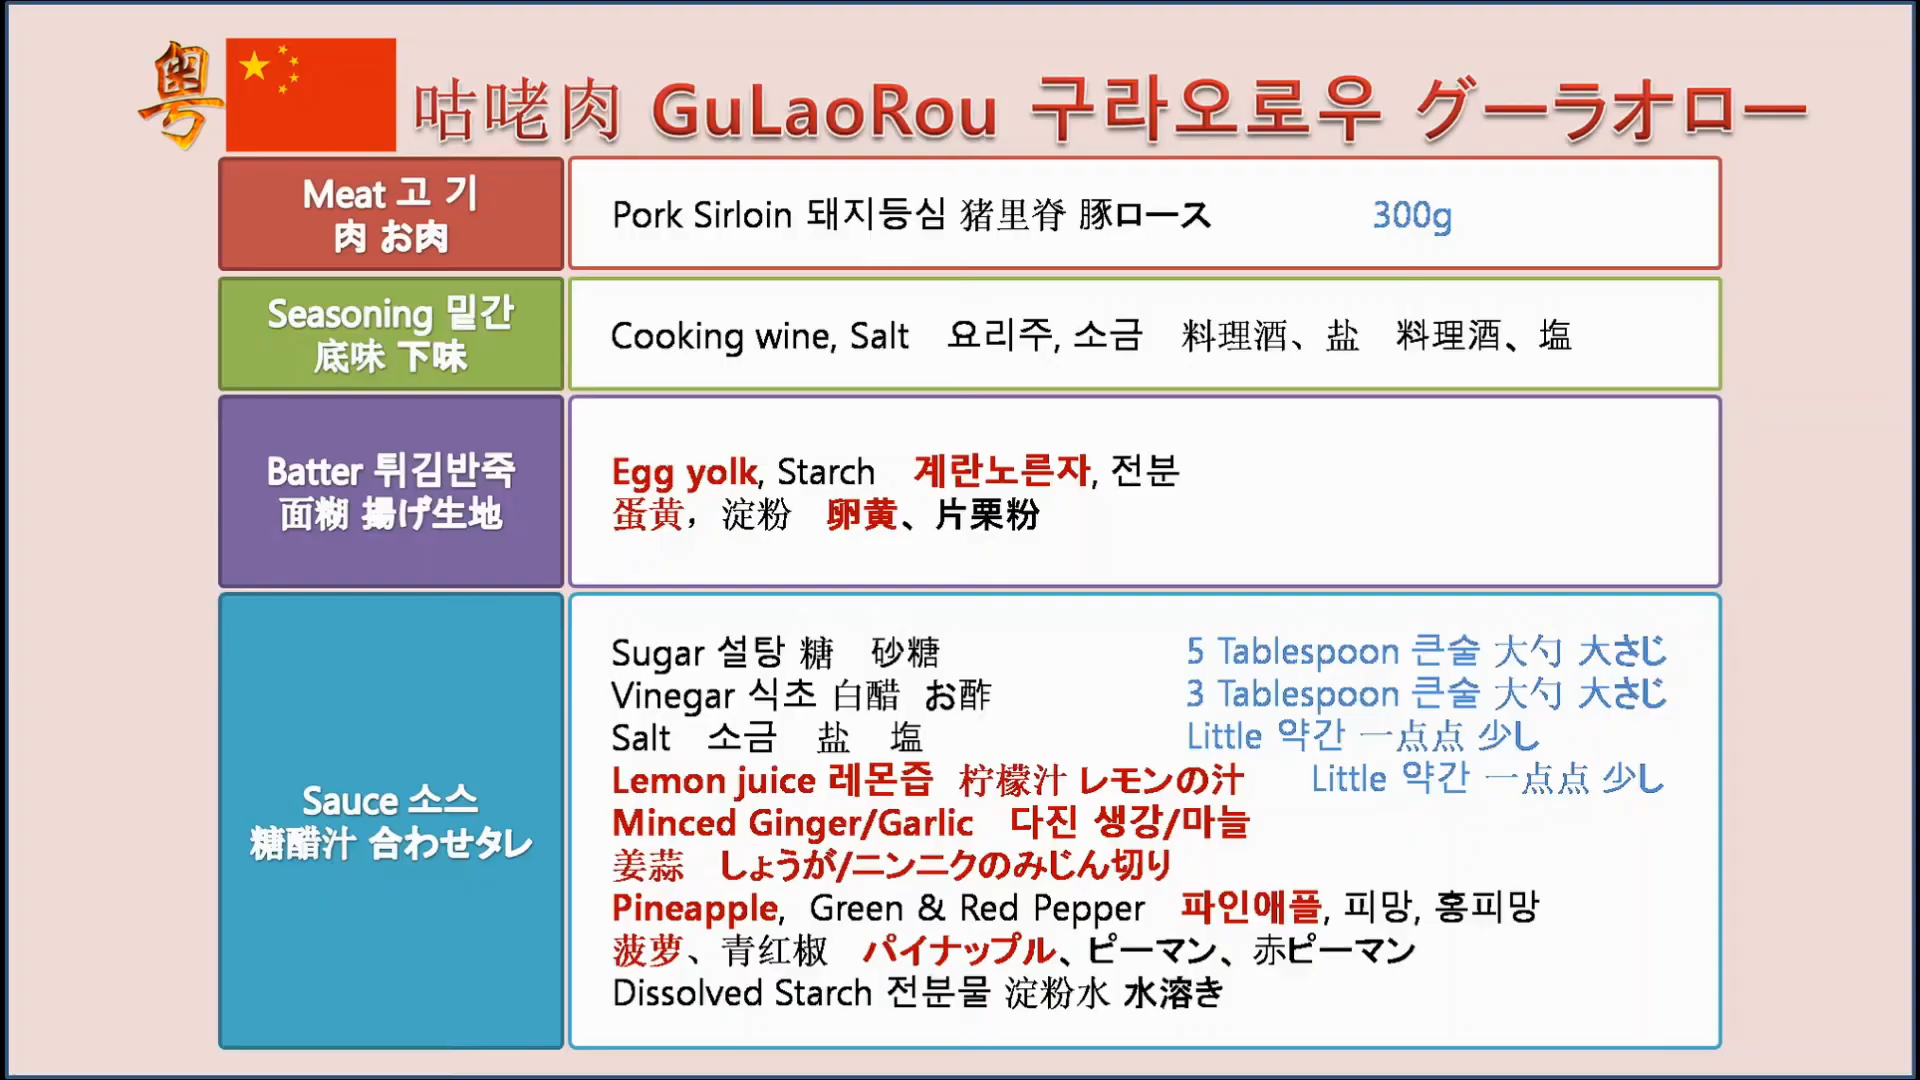 粤 咕咾肉 GuLaoRou 구라오로우 グーラオロー
Meat 고 기
肉 お肉
Pork Sirloin 돼지등심 猪里脊 豚ロース 300g
Seasoning 밑간
底味 下味
Cooking wine, Salt 요리주, 소금 料理酒、盐 料理酒、塩
Batter 튀김반죽
面糊 揚げ生地
Egg yolk, Starch 계란노른자, 전분
蛋黄，淀粉 卵黄、片栗粉
Sauce 소스
糖醋汁 合わせタレ
Sugar 설탕 糖 砂糖 5 Tablespoon 큰술 大勺 大さじ
Vinegar 식초 白醋 お酢 3 Tablespoon 큰술 大勺 大さじ
Salt 소금 盐 塩 Little 약간 一点点 少し
Lemon juice 레몬즙 柠檬汁 レモンの汁 Little 약간 一点点 少し
Minced Ginger/Garlic 다진 생강/마늘
姜蒜 しょうが/ニンニクのみじん切り
Pineapple, Green & Red Pepper 파인애플, 피망, 홍피망
菠萝、青红椒 パイナップル、ピーマン、赤ピーマン
Dissolved Starch 전분물 淀粉水 水溶き